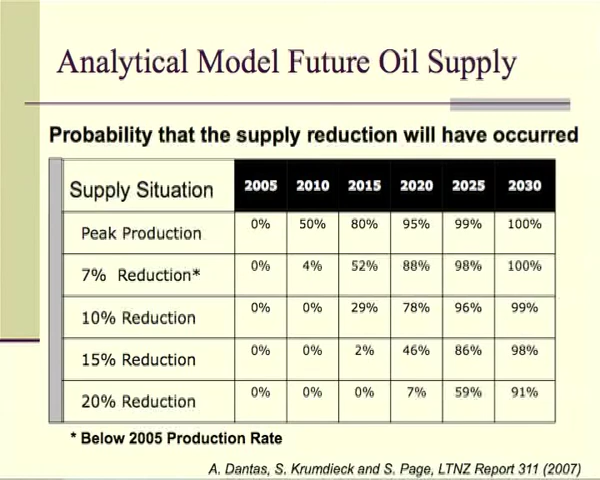 Analytical Model Future Oil Supply
Probability that the supply reduction will have occurred
Supply Situation 2005 2010 2015 2020 2025 2030
Peak Production 0% 50% 80% 95% 99% 100%
7% Reduction* 0% 4% 52% 88% 98% 100%
10% Reduction 0% 0% 29% 78% 96% 99%
15% Reduction 0% 0% 2% 46% 86% 98%
20% Reduction 0% 0% 0% 7% 59% 91%
* Below 2005 Production Rate
A. Dantas, S. Krumdieck and S. Page, LTNZ Report 311 (2007)